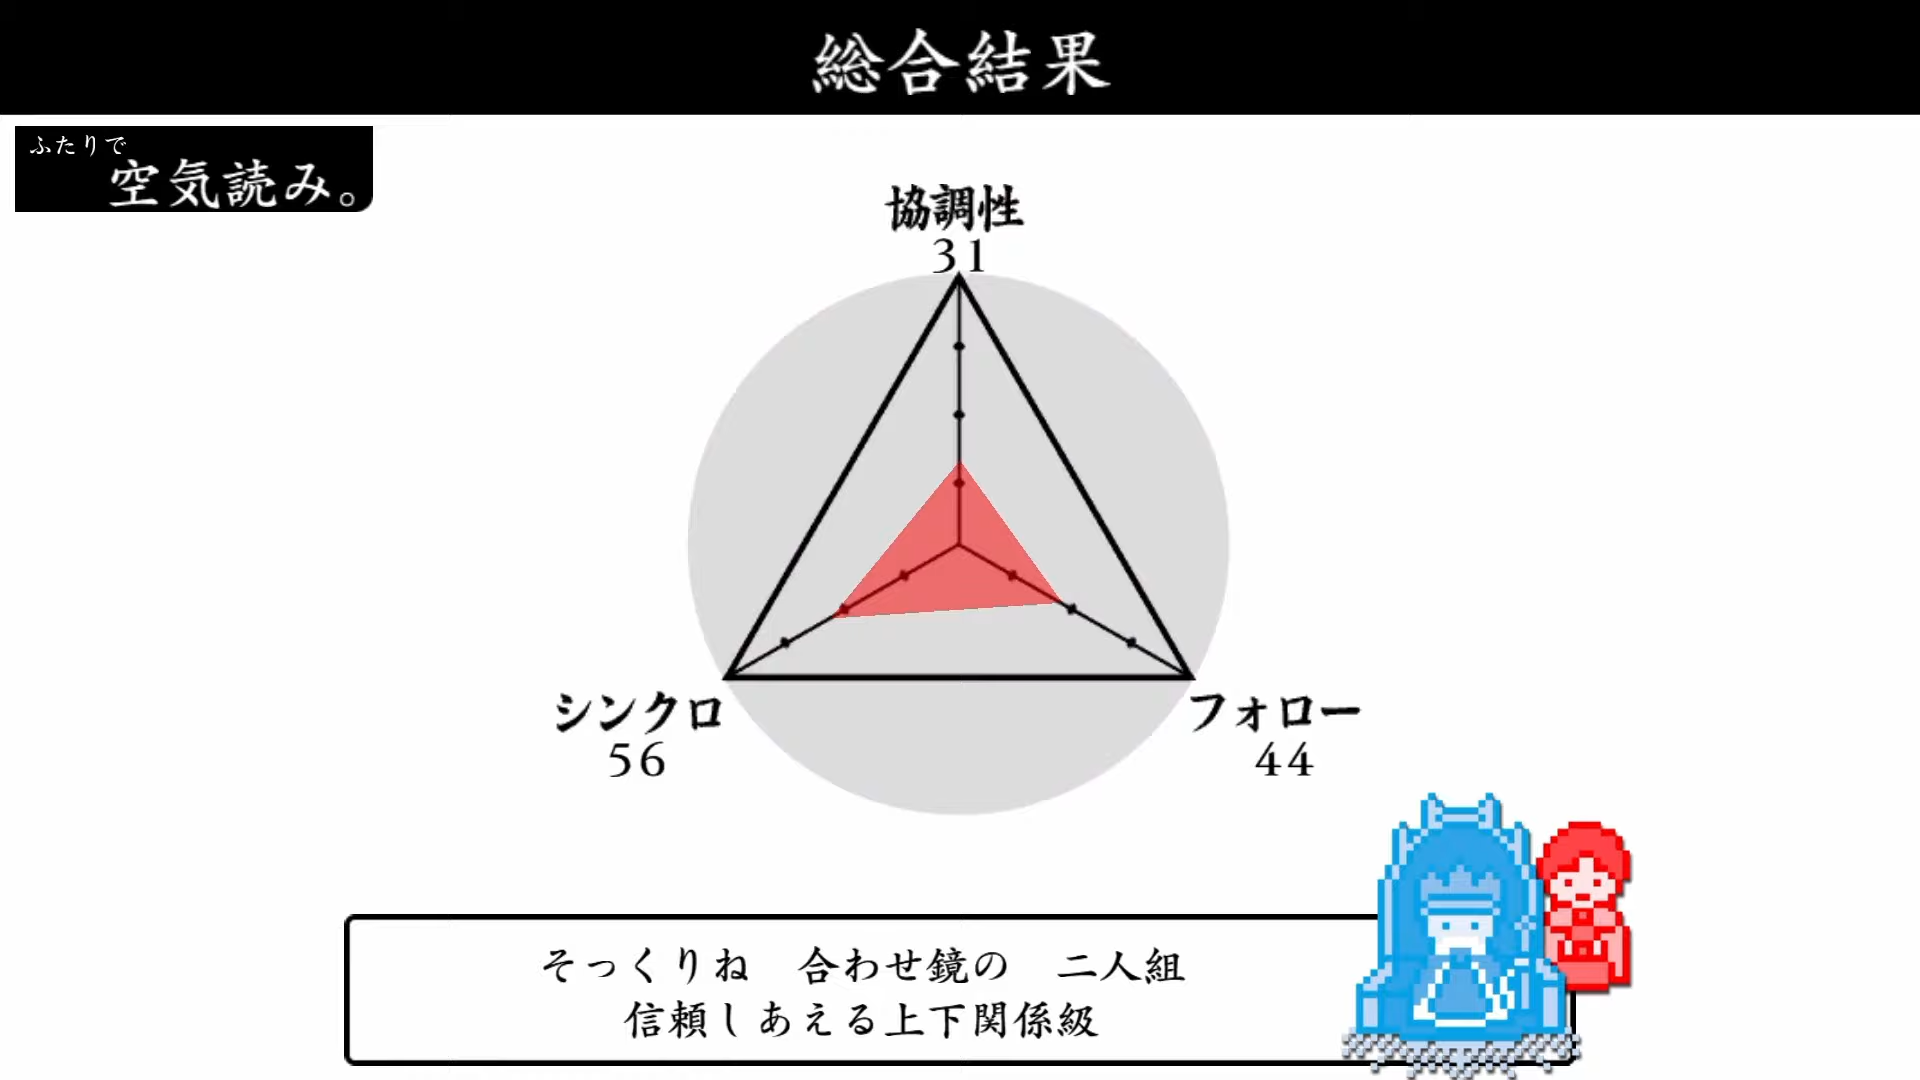 総合結果
ふたりで
空気読み。
協調性
31
シンクロ
56
フォロー
44
そっくりね　合わせ鏡の　二人組
信頼しあえる上下関係級